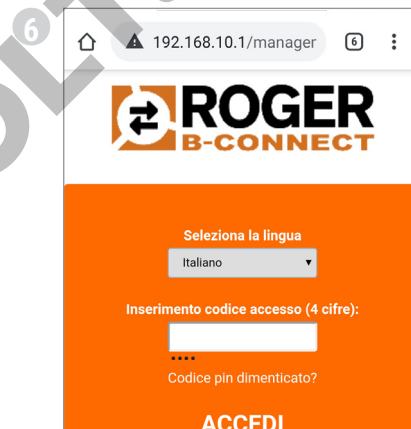 6
192.168.10.1/manager
6
ROGER
B-CONNECT
Seleziona la lingua
Italiano
Inserimento codice accesso (4 cifre):
Codice pin dimenticato?
ACCEDI